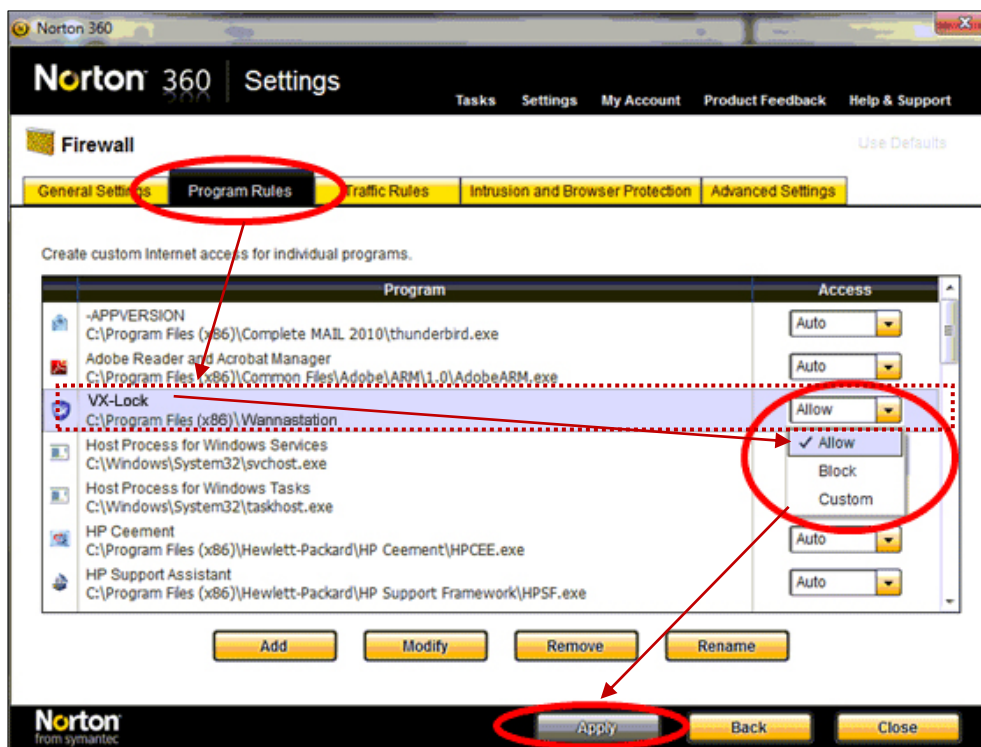 Norton 360
Norton 360 Settings
Tasks Settings My Account Product Feedback Help & Support
Firewall Use Defaults
General Settings Program Rules Traffic Rules Intrusion and Browser Protection Advanced Settings
Create custom Internet access for individual programs.
Program Access
-APPVERSION
C:\Program Files (x86)\Complete MAIL 2010\thunderbird.exe
Auto
Adobe Reader and Acrobat Manager
C:\Program Files (x86)\Common Files\Adobe\ARM\1.0\AdobeARM.exe
Auto
VX-Lock
C:\Program Files (x86)\Wannastation
Allow
✓ Allow
Block
Custom
Host Process for Windows Services
C:\Windows\System32\svchost.exe
Host Process for Windows Tasks
C:\Windows\System32\taskhost.exe
HP Ceement
C:\Program Files (x86)\Hewlett-Packard\HP Ceement\HPCEE.exe
Auto
HP Support Assistant
C:\Program Files (x86)\Hewlett-Packard\HP Support Framework\HPSF.exe
Auto
Add Modify Remove Rename
Norton
from symantec
Apply Back Close